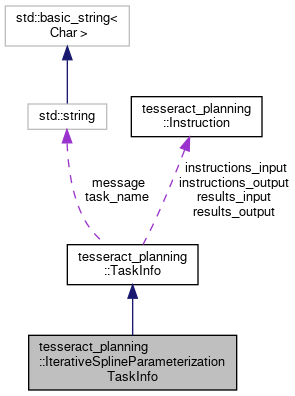 std::basic_string<
Char >
std::string
tesseract_planning
::Instruction
message
task_name
instructions_input
instructions_output
results_input
results_output
tesseract_planning
::TaskInfo
tesseract_planning
::IterativeSplineParameterization
TaskInfo